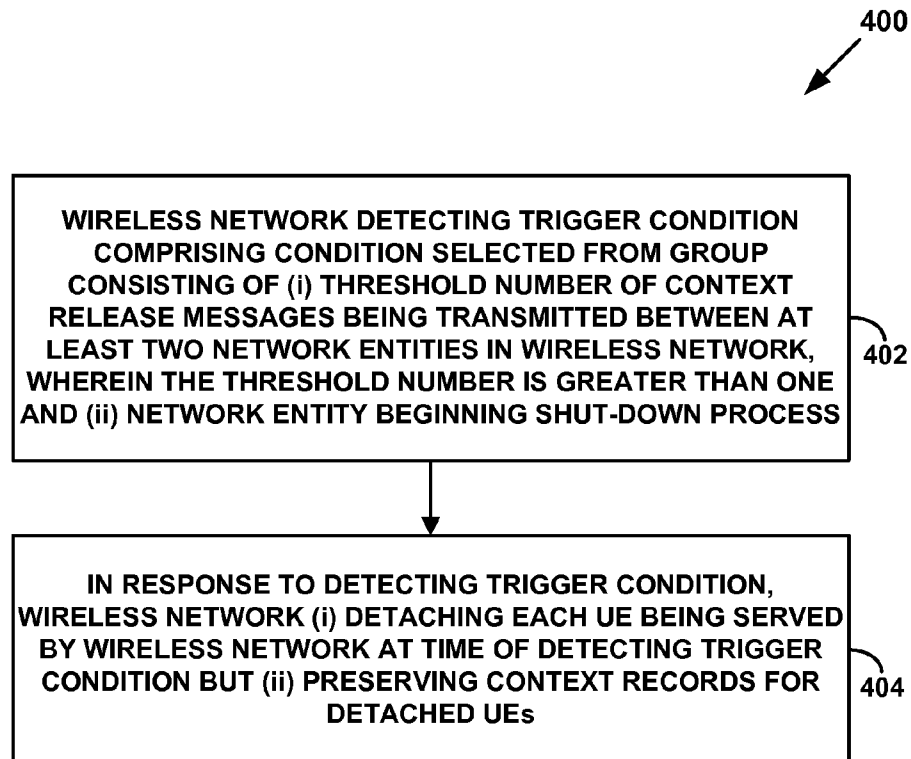 400
WIRELESS NETWORK DETECTING TRIGGER CONDITION
COMPRISING CONDITION SELECTED FROM GROUP
CONSISTING OF (i) THRESHOLD NUMBER OF CONTEXT
RELEASE MESSAGES BEING TRANSMITTED BETWEEN AT
LEAST TWO NETWORK ENTITIES IN WIRELESS NETWORK,
WHEREIN THE THRESHOLD NUMBER IS GREATER THAN ONE
AND (ii) NETWORK ENTITY BEGINNING SHUT-DOWN PROCESS
402
IN RESPONSE TO DETECTING TRIGGER CONDITION,
WIRELESS NETWORK (i) DETACHING EACH UE BEING SERVED
BY WIRELESS NETWORK AT TIME OF DETECTING TRIGGER
CONDITION BUT (ii) PRESERVING CONTEXT RECORDS FOR
DETACHED UEs
404